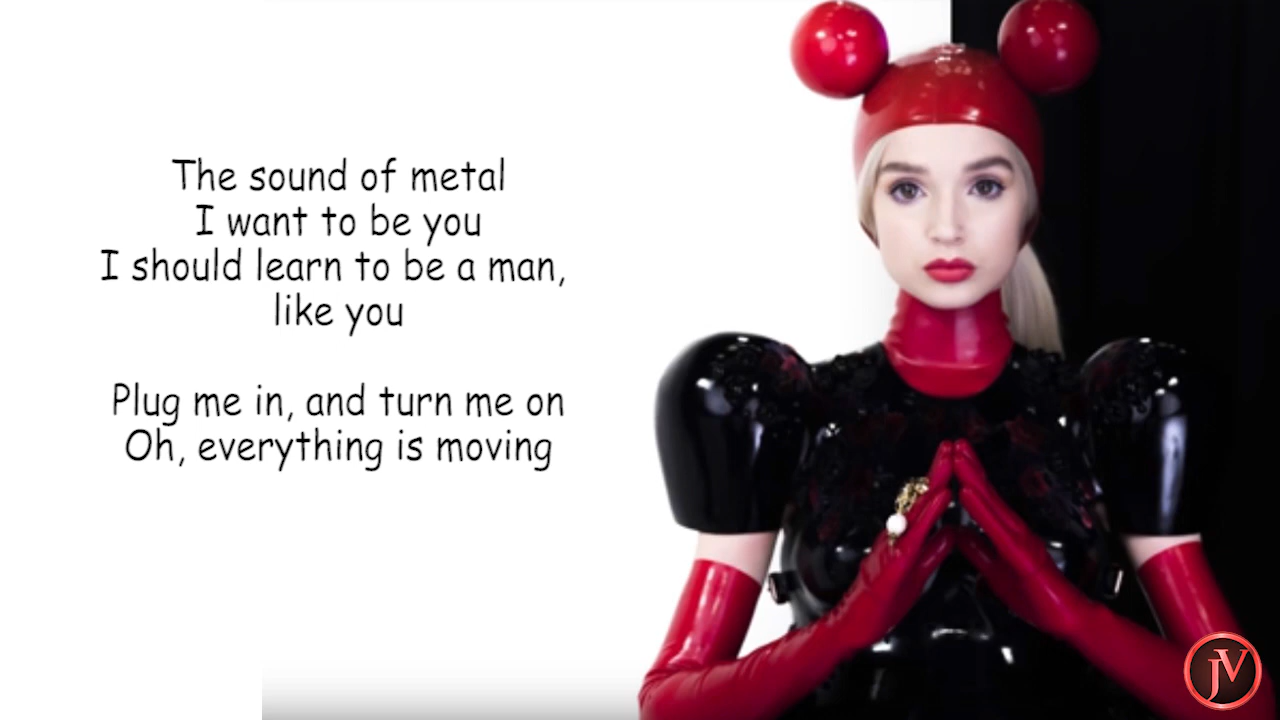 The sound of metal
I want to be you
I should learn to be a man,
like you
Plug me in, and turn me on
Oh, everything is moving
JV